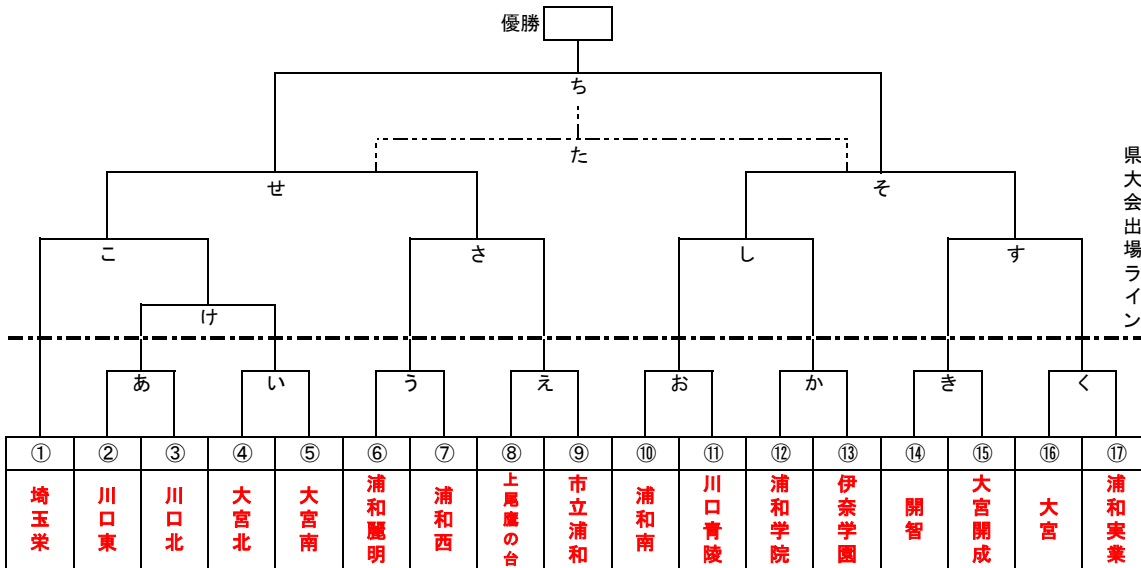 優勝
ち
た
せ
そ
県大会出場ライン
こ
さ
し
す
け
あ
い
う
え
お
か
き
く
① ② ③ ④ ⑤ ⑥ ⑦ ⑧ ⑨ ⑩ ⑪ ⑫ ⑬ ⑭ ⑮ ⑯ ⑰
埼玉栄
川口東
川口北
大宮北
大宮南
浦和麗明
浦和西
上尾鷹の台
市立浦和
浦和南
川口青陵
浦和学院
伊奈学園
開智
大宮開成
大宮
浦和実業